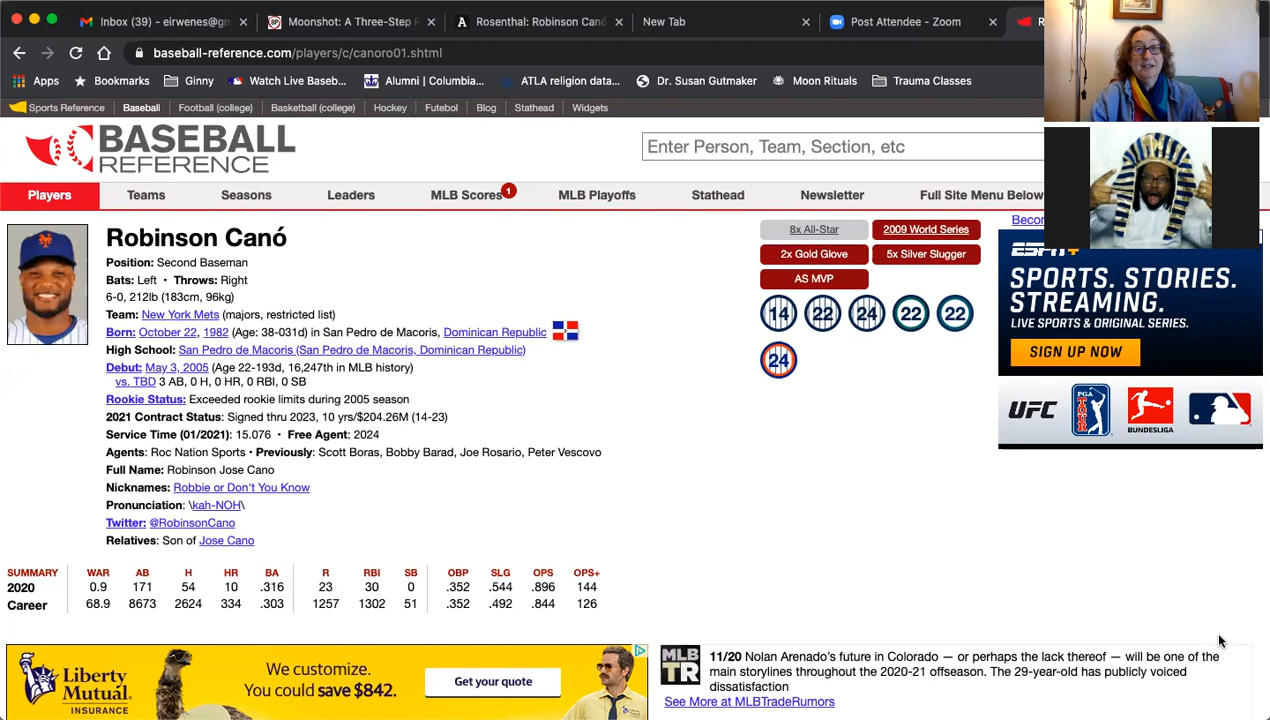 Inbox (39) - eirwenes@gm
Moonshot: A Three-Step P
Rosenthal: Robinson Canó
New Tab
Post Attendee - Zoom
baseball-reference.com/players/c/canoro01.shtml
Apps
Bookmarks
Ginny
Watch Live Baseb...
Alumni | Columbia...
ATLA religion data...
Dr. Susan Gutmaker
Moon Rituals
Trauma Classes
Sports Reference
Baseball
Football (college)
Basketball (college)
Hockey
Futebol
Blog
Stathead
Widgets
BASEBALL
REFERENCE
Enter Person, Team, Section, etc
Players
Teams
Seasons
Leaders
MLB Scores
1
MLB Playoffs
Stathead
Newsletter
Full Site Menu Below
Robinson Canó
Position: Second Baseman
Bats: Left • Throws: Right
6-0, 212lb (183cm, 96kg)
Team: New York Mets (majors, restricted list)
Born: October 22, 1982 (Age: 38-031d) in San Pedro de Macoris, Dominican Republic
High School: San Pedro de Macoris (San Pedro de Macoris, Dominican Republic)
Debut: May 3, 2005 (Age 22-193d, 16,247th in MLB history)
vs. TBD 3 AB, 0 H, 0 HR, 0 RBI, 0 SB
Rookie Status: Exceeded rookie limits during 2005 season
2021 Contract Status: Signed thru 2023, 10 yrs/$204.26M (14-23)
Service Time (01/2021): 15.076 • Free Agent: 2024
Agents: Roc Nation Sports • Previously: Scott Boras, Bobby Barad, Joe Rosario, Peter Vescovo
Full Name: Robinson Jose Cano
Nicknames: Robbie or Don't You Know
Pronunciation: \kah-NOH\
Twitter: @RobinsonCano
Relatives: Son of Jose Cano
8x All-Star
2009 World Series
2x Gold Glove
5x Silver Slugger
AS MVP
14 22 24 22 22
24
Becor
ESPN+
SPORTS. STORIES.
STREAMING.
LIVE SPORTS & ORIGINAL SERIES.
SIGN UP NOW
UFC
PGA TOUR
BUNDESLIGA
SUMMARY WAR AB H HR BA R RBI SB OBP SLG OPS OPS+
2020 0.9 171 54 10 .316 23 30 0 .352 .544 .896 144
Career 68.9 8673 2624 334 .303 1257 1302 51 .352 .492 .844 126
Liberty
Mutual
INSURANCE
We customize.
You could save $842.
Get your quote
MLB
TR
11/20 Nolan Arenado's future in Colorado — or perhaps the lack thereof — will be one of the
main storylines throughout the 2020-21 offseason. The 29-year-old has publicly voiced
dissatisfaction
See More at MLBTradeRumors